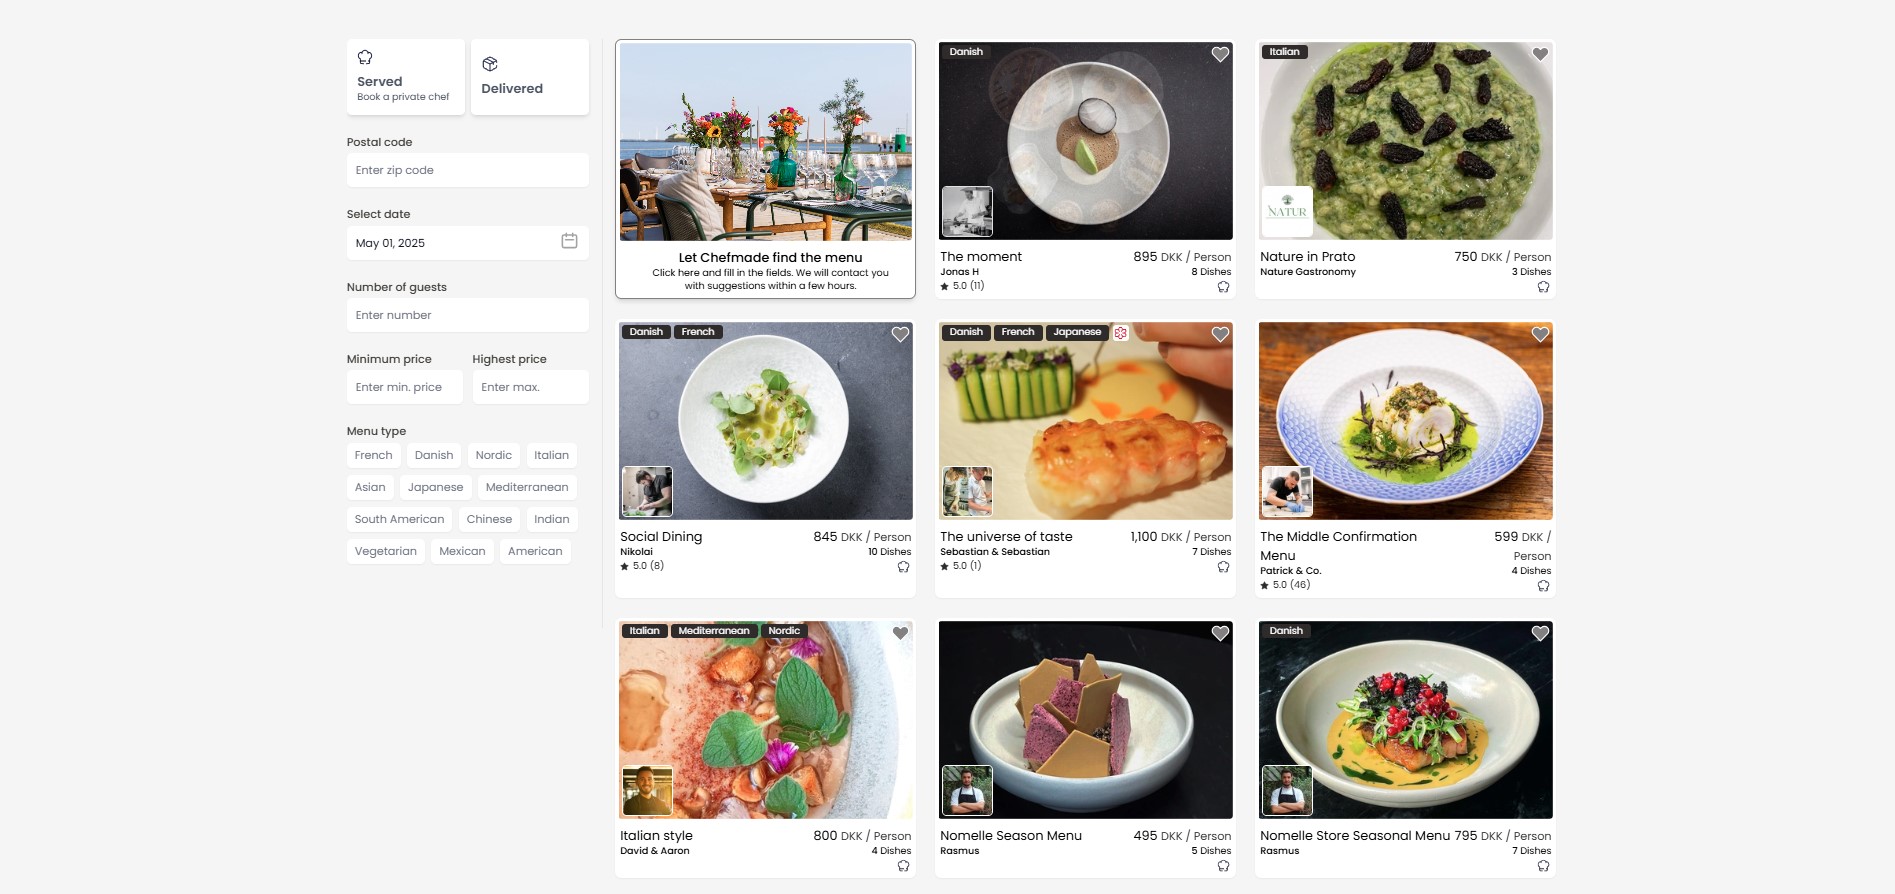 Served
Book a private chef
Delivered
Postal code
Enter zip code
Select date
May 01, 2025
Number of guests
Enter number
Minimum price
Highest price
Enter min. price
Enter max.
Menu type
French
Danish
Nordic
Italian
Asian
Japanese
Mediterranean
South American
Chinese
Indian
Vegetarian
Mexican
American
Let Chefmade find the menu
Click here and fill in the fields. We will contact you
with suggestions within a few hours.
Danish
The moment
895 DKK / Person
Jonas H
8 Dishes
5.0 (11)
Italian
NATUR
Nature in Prato
750 DKK / Person
Nature Gastronomy
3 Dishes
Danish
French
Social Dining
845 DKK / Person
Nikolai
10 Dishes
5.0 (8)
Danish
French
Japanese
The universe of taste
1,100 DKK / Person
Sebastian & Sebastian
7 Dishes
5.0 (1)
The Middle Confirmation
Menu
599 DKK /
Person
Patrick & Co.
4 Dishes
5.0 (46)
Italian
Mediterranean
Nordic
Italian style
800 DKK / Person
David & Aaron
4 Dishes
Nomelle Season Menu
495 DKK / Person
Rasmus
5 Dishes
Danish
Nomelle Store Seasonal Menu
795 DKK / Person
Rasmus
7 Dishes